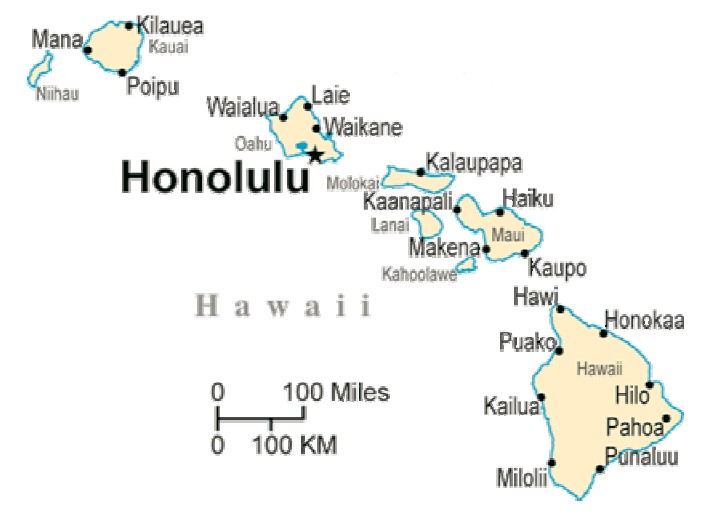 Kilauea
Mana
Kauai
Niihau
Poipu
Laie
Waialua
Waikane
Oahu
Honolulu
Kalaupapa
Molokai
Kaanapali
Haiku
Lanai
Maui
Makena
Kaupo
Kahoolawe
Hawi
Hawaii
Honokaa
Puako
Hawaii
Hilo
Kailua
Pahoa
Punaluu
Milolii
0 100 Miles
0 100 KM